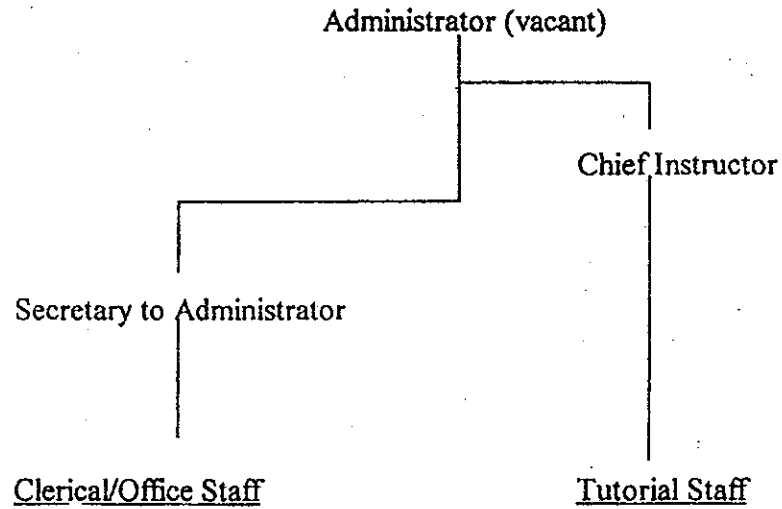 Administrator (vacant)
Chief Instructor
Secretary to Administrator
Clerical/Office Staff
Tutorial Staff